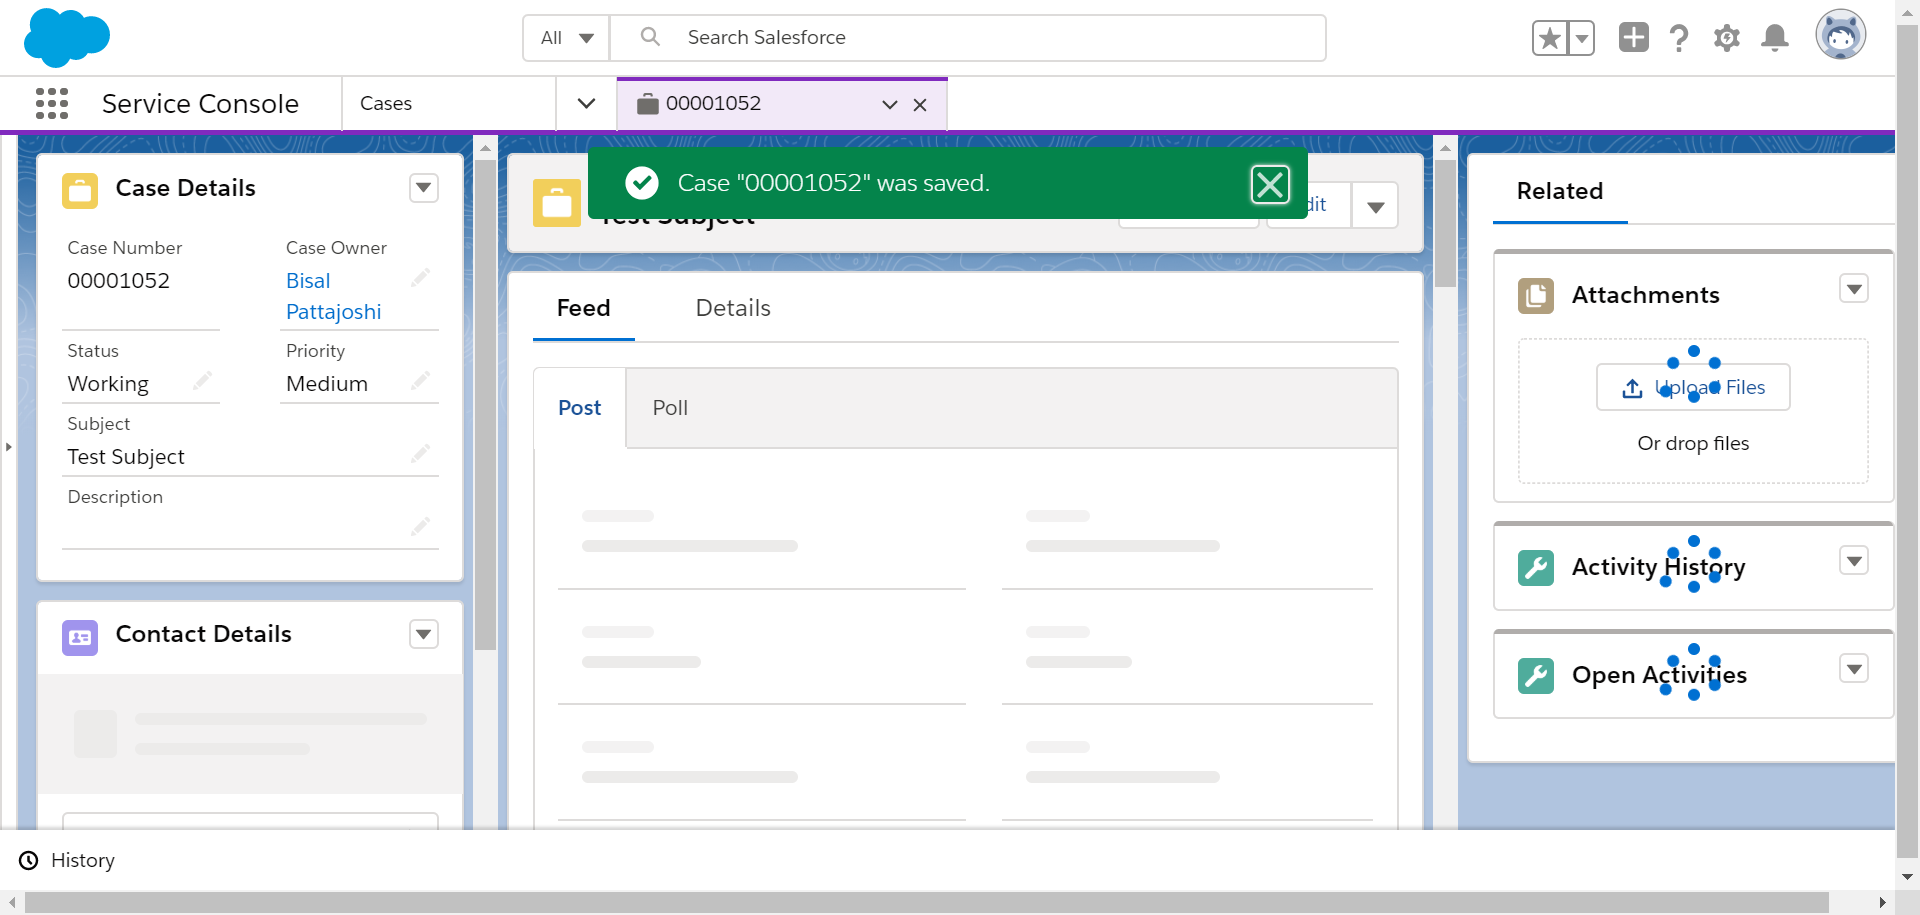 All
Search Salesforce
Service Console
Cases
00001052
Case "00001052" was saved.
Case Details
Case Number
00001052
Case Owner
Bisal
Pattajoshi
Status
Working
Priority
Medium
Subject
Test Subject
Description
Contact Details
Test Subject
Feed
Details
Post
Poll
Related
Attachments
Upload Files
Or drop files
Activity History
Open Activities
History